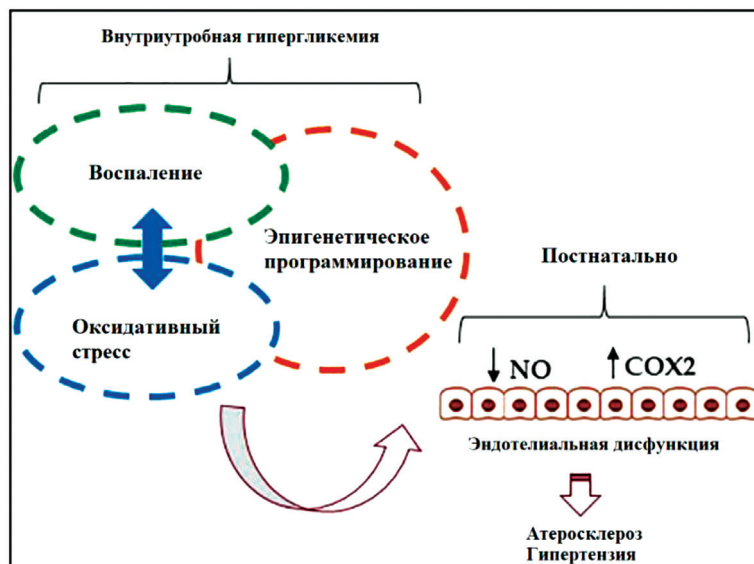 Внутриутробная гипергликемия
Воспаление
Эпигенетическое
программирование
Оксидативный
стресс
Постнатально
↓ NO ↑ COX2
Эндотелиальная дисфункция
Атеросклероз
Гипертензия